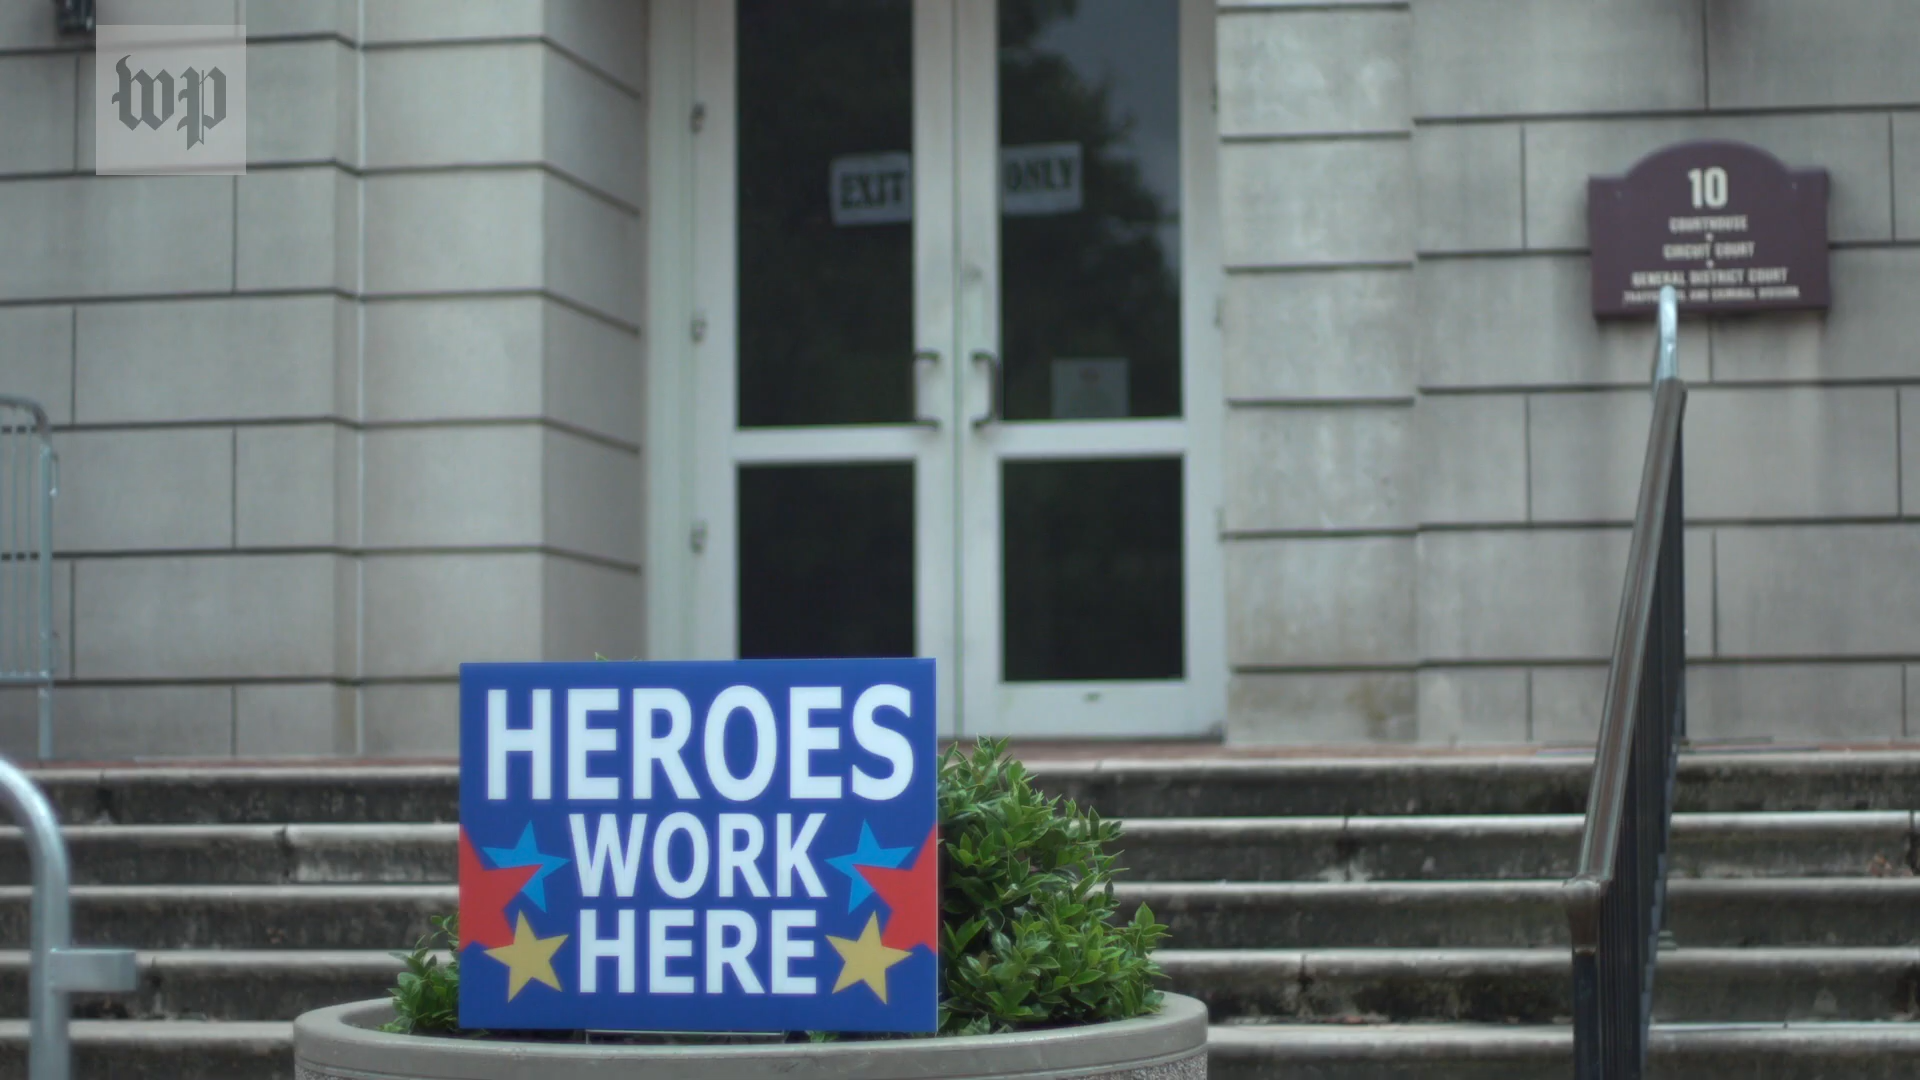 wp
EXIT ONLY
10
COURTHOUSE
CIRCUIT COURT
GENERAL DISTRICT COURT
HEROES
WORK
HERE